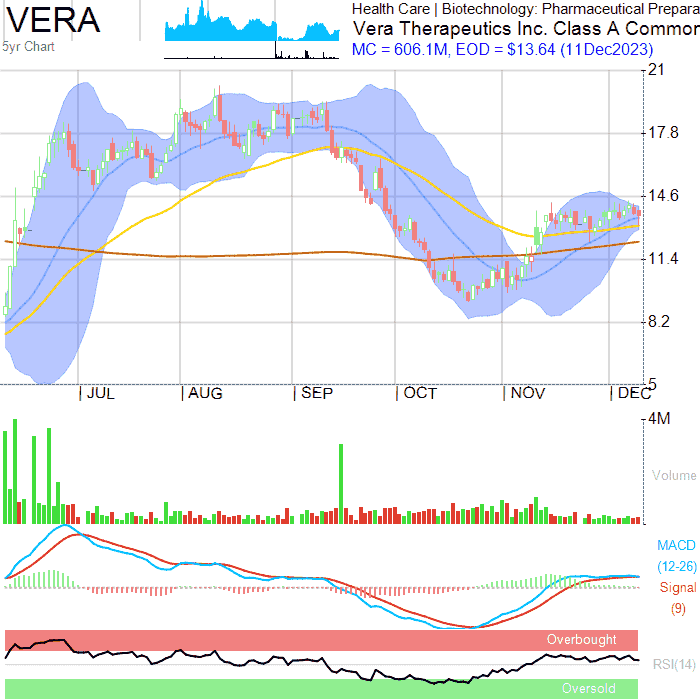 VERA
5yr Chart
Health Care | Biotechnology: Pharmaceutical Prepara
Vera Therapeutics Inc. Class A Common
MC = 606.1M, EOD = $13.64 (11Dec2023)
21
17.8
14.6
11.4
8.2
5
JUL
AUG
SEP
OCT
NOV
DEC
4M
Volume
MACD
(12-26)
Signal
(9)
Overbought
RSI(14)
Oversold